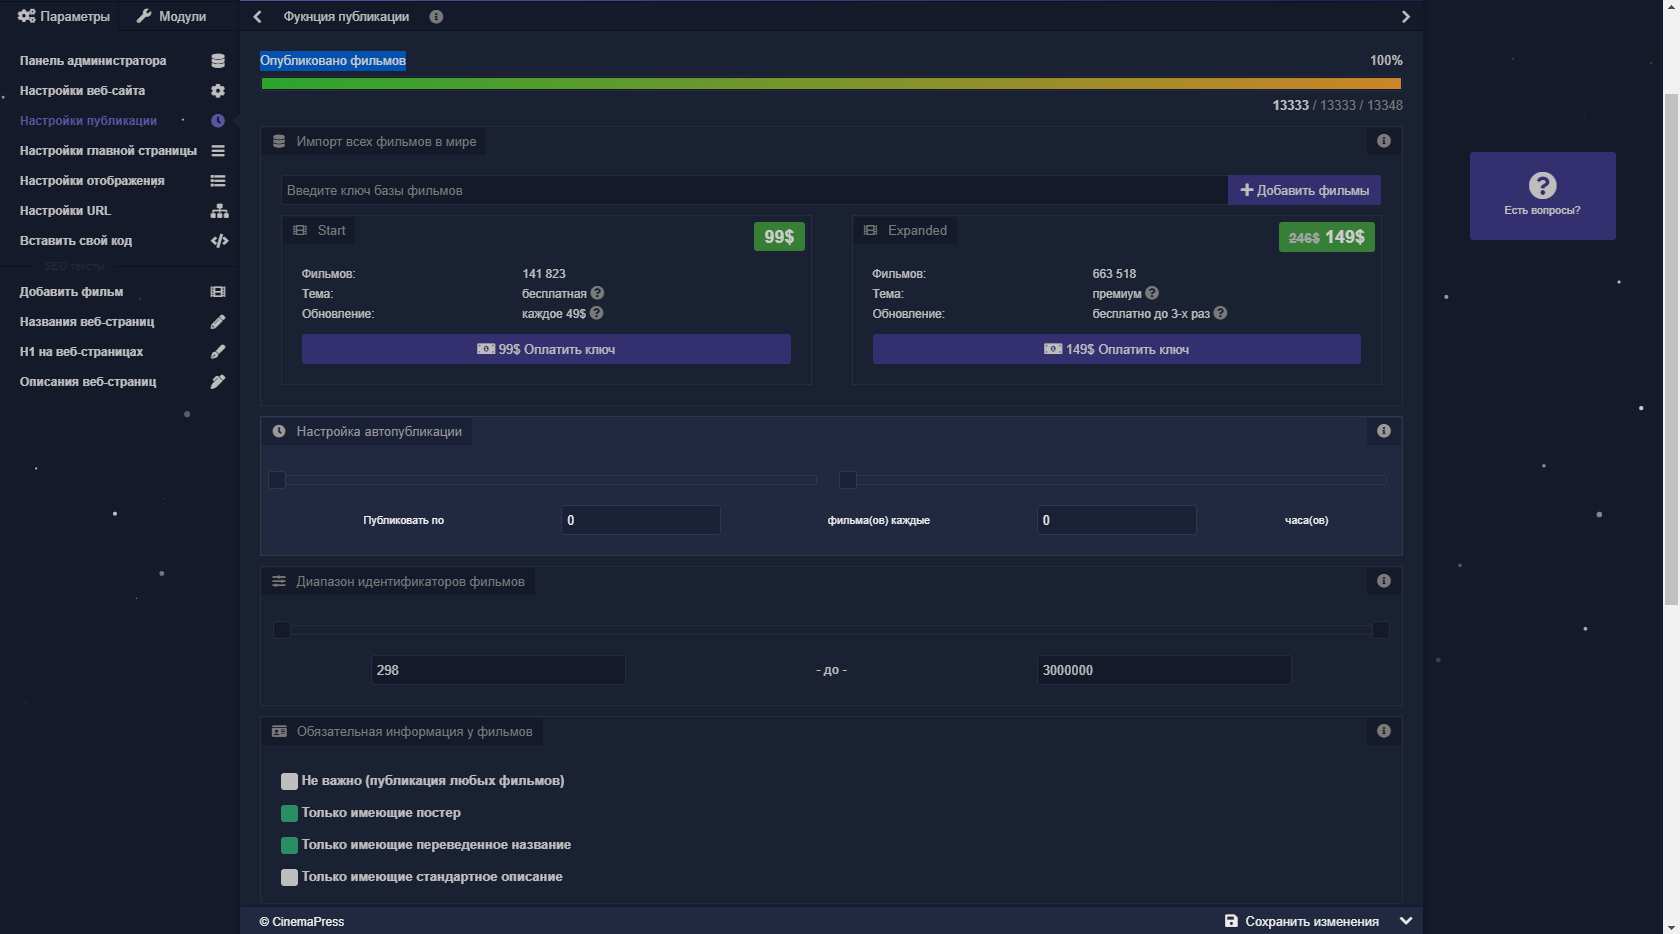 Параметры
Модули
Панель администратора
Настройки веб-сайта
Настройки публикации
Настройки главной страницы
Настройки отображения
Настройки URL
Вставить свой код
SEO тексты
Добавить фильм
Названия веб-страниц
H1 на веб-страницах
Описания веб-страниц
Фукнция публикации
Опубликовано фильмов
100%
13333 / 13333 / 13348
Импорт всех фильмов в мире
Введите ключ базы фильмов
Добавить фильмы
Start
99$
Фильмов: 141 823
Тема: бесплатная
Обновление: каждое 49$
99$ Оплатить ключ
Expanded
246$ 149$
Фильмов: 663 518
Тема: премиум
Обновление: бесплатно до 3-х раз
149$ Оплатить ключ
Настройка автопубликации
Публиковать по 0 фильма(ов) каждые 0 часа(ов)
Диапазон идентификаторов фильмов
298 - до - 3000000
Обязательная информация у фильмов
Не важно (публикация любых фильмов)
Только имеющие постер
Только имеющие переведенное название
Только имеющие стандартное описание
© CinemaPress
Сохранить изменения
Есть вопросы?